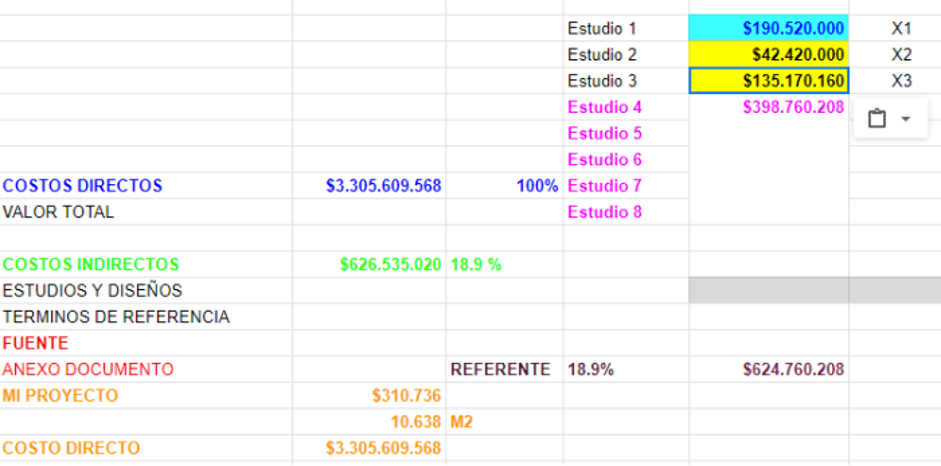 Estudio 1 $190.520.000 X1
Estudio 2 $42.420.000 X2
Estudio 3 $135.170.160 X3
Estudio 4 $398.760.208
Estudio 5
Estudio 6
COSTOS DIRECTOS $3.305.609.568 100% Estudio 7
VALOR TOTAL Estudio 8
COSTOS INDIRECTOS $626.535.020 18.9 %
ESTUDIOS Y DISEÑOS
TERMINOS DE REFERENCIA
FUENTE
ANEXO DOCUMENTO REFERENTE 18.9% $624.760.208
MI PROYECTO $310.736
10.638 M2
COSTO DIRECTO $3.305.609.568